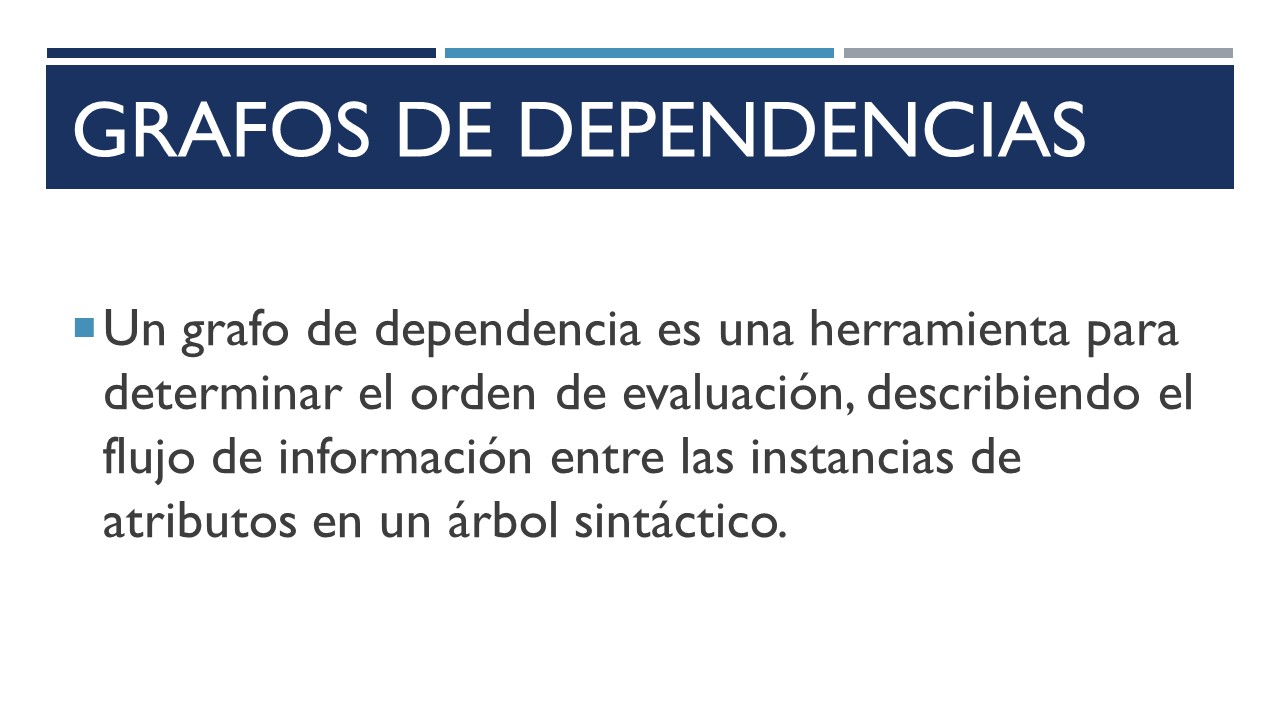 GRAFOS DE DEPENDENCIAS
Un grafo de dependencia es una herramienta para
determinar el orden de evaluación, describiendo el
flujo de información entre las instancias de
atributos en un árbol sintáctico.